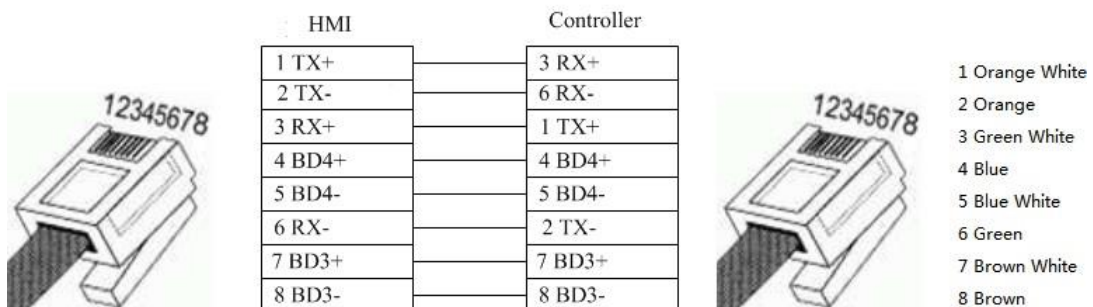 HMI Controller
1 TX+ 3 RX+
2 TX- 6 RX-
3 RX+ 1 TX+
4 BD4+ 4 BD4+
5 BD4- 5 BD4-
6 RX- 2 TX-
7 BD3+ 7 BD3+
8 BD3- 8 BD3-
12345678
12345678
1 Orange White
2 Orange
3 Green White
4 Blue
5 Blue White
6 Green
7 Brown White
8 Brown